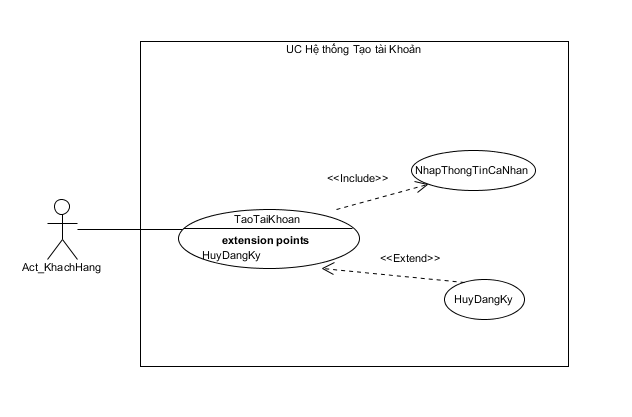 UC Hệ thống Tạo tài Khoản
NhapThongTinCaNhan
<<Include>>
TaoTaiKhoan
extension points
HuyDangKy
<<Extend>>
Act_KhachHang
HuyDangKy